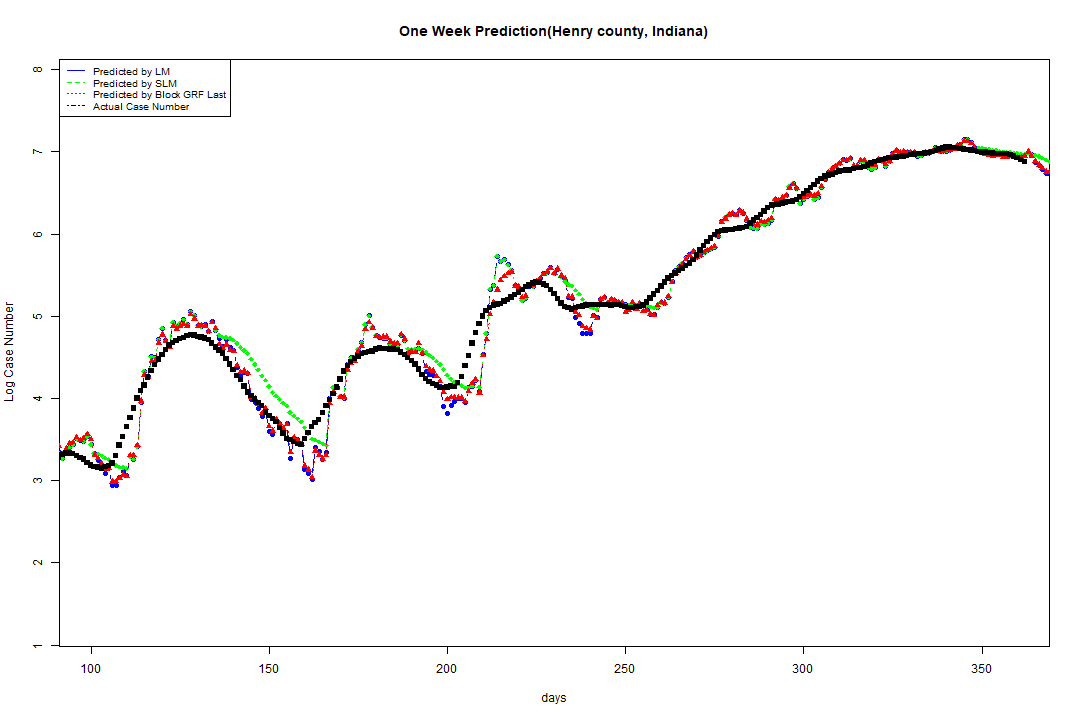 One Week Prediction(Henry county, Indiana)
Predicted by LM
Predicted by SLM
Predicted by Block GRF Last
Actual Case Number
Log Case Number
8
7
6
5
4
3
2
1
100 150 200 250 300 350
days